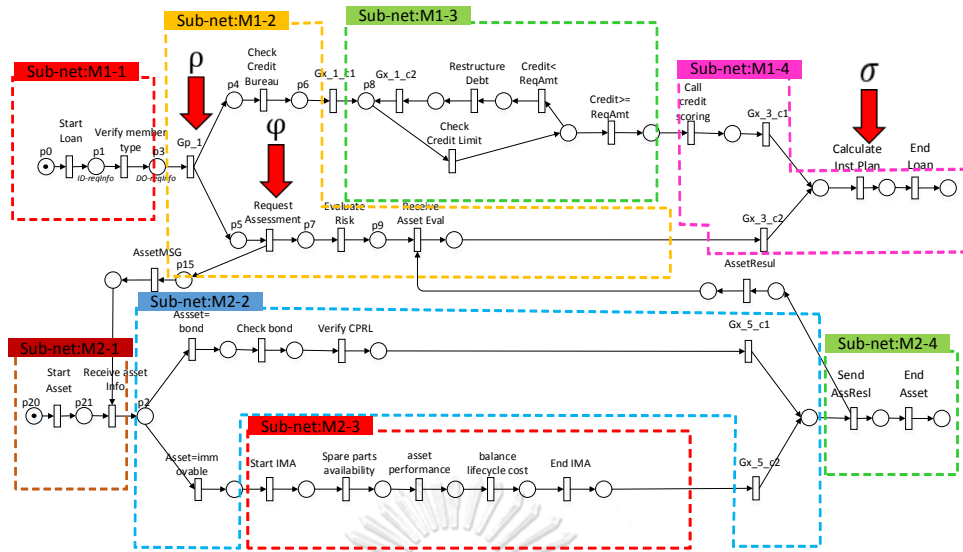 Sub-net:M1-2
Sub-net:M1-3
Sub-net:M1-1
Sub-net:M1-4
ρ
φ
σ
Check
Credit
Bureau
p4
p6
Gx_1_c1
p8
Gx_1_c2
Restructure
Debt
Credit<
ReqAmt
Check
Credit Limit
Credit>=
ReqAmt
Call
credit
scoring
Gx_3_c1
Calculate
Inst Plan
End
Loan
Start
Loan
Verify member
type
p0
p1
p3
ID-reqInfo
DO-reqInfo
Gp_1
Request
Assessment
Evaluate
Risk
Receive
Asset Eval
p5
p7
p9
Gx_3_c2
AssetMSG
p15
AssetResul
Sub-net:M2-2
Assset=
bond
Check bond
Verify CPRL
Gx_5_c1
Sub-net:M2-1
Sub-net:M2-4
Start
Asset
Receive asset
Info
p20
p21
p2
Send
AssResl
End
Asset
Sub-net:M2-3
Asset=imm
ovable
Start IMA
Spare parts
availability
asset
performance
balance
lifecycle cost
End IMA
Gx_5_c2